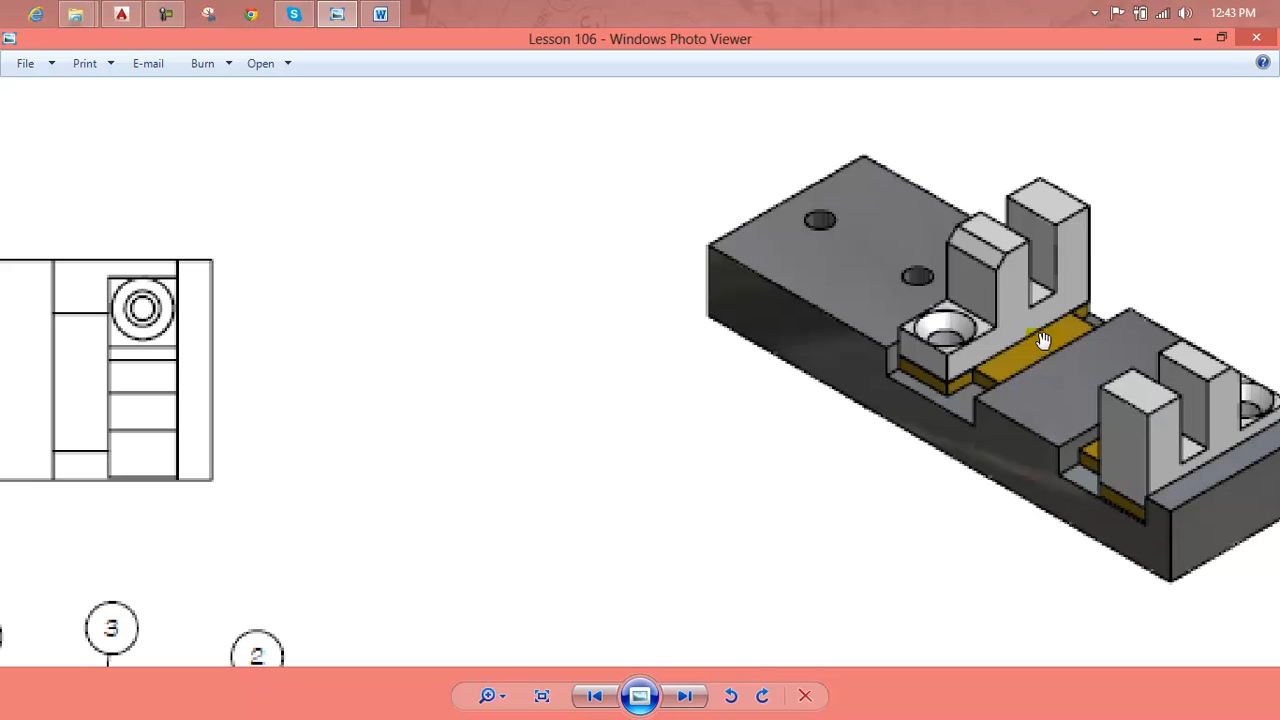 12:43 PM
Lesson 106 - Windows Photo Viewer
File Print E-mail Burn Open
3
2